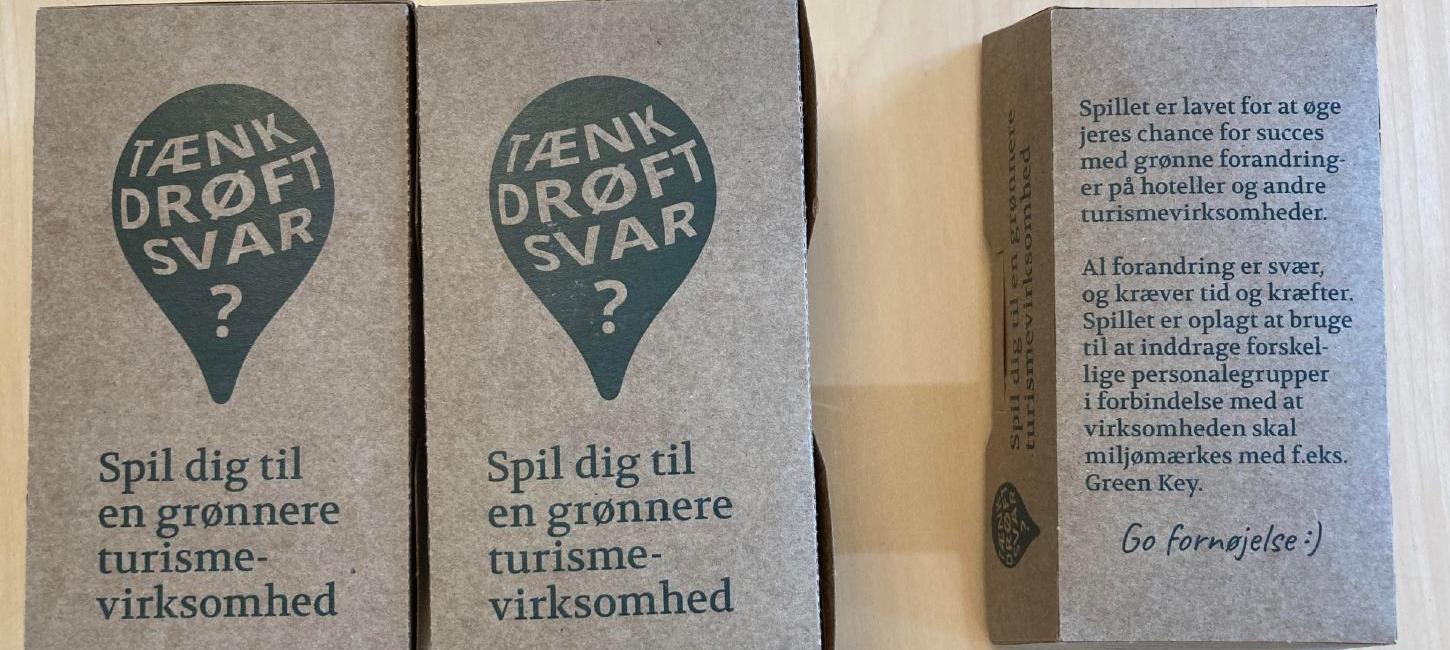 TÆNK
DRØFT
SVAR
?
Spil dig til
en grønnere
turisme-
virksomhed
TÆNK
DRØFT
SVAR
?
Spil dig til
en grønnere
turisme-
virksomhed
Spil dig til en grønnere
turismevirksomhed
TÆNK
DRØFT
SVAR
?
Spillet er lavet for at øge
jeres chance for succes
med grønne forandring-
er på hoteller og andre
turismevirksomheder.
Al forandring er svær,
og kræver tid og kræfter.
Spillet er oplagt at bruge
til at inddrage forskel-
lige personalegrupper
i forbindelse med at
virksomheden skal
miljømærkes med f.eks.
Green Key.
Go fornøjelse :)